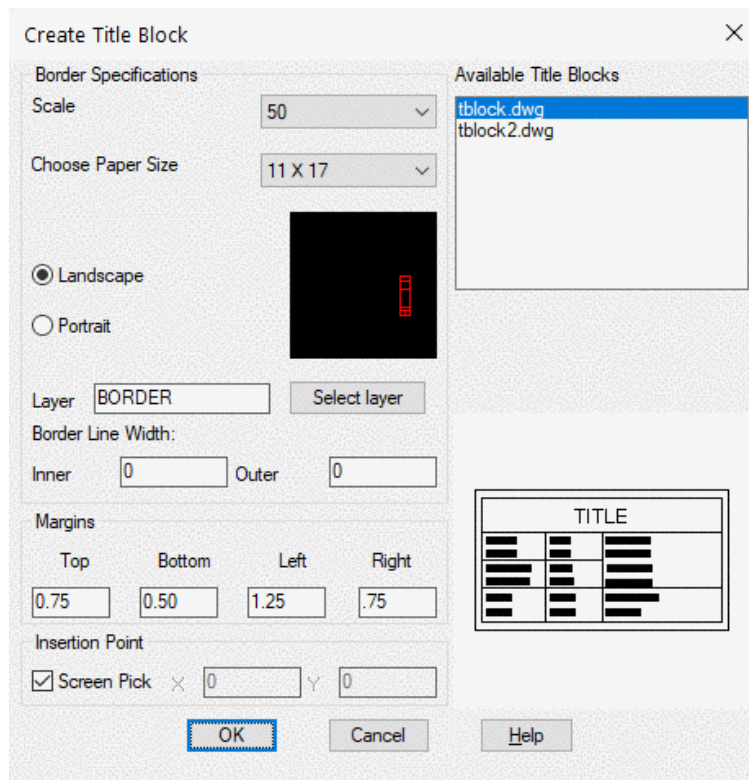 Create Title Block
Border Specifications
Scale
50
Choose Paper Size
11 X 17
Landscape
Portrait
Layer
BORDER
Select layer
Border Line Width:
Inner
0
Outer
0
Margins
Top
Bottom
Left
Right
0.75
0.50
1.25
.75
Insertion Point
Screen Pick
X
0
Y
0
OK
Cancel
Help
Available Title Blocks
tblock.dwg
tblock2.dwg
TITLE